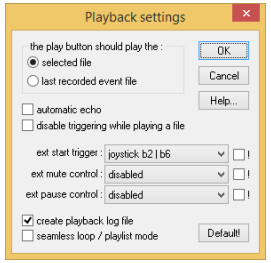 Playback settings
the play button should play the :
selected file
last recorded event file
OK
Cancel
Help...
automatic echo
disable triggering while playing a file
ext start trigger : joystick b2 | b6 !
ext mute control : disabled !
ext pause control : disabled !
create playback log file
seamless loop / playlist mode
Default!